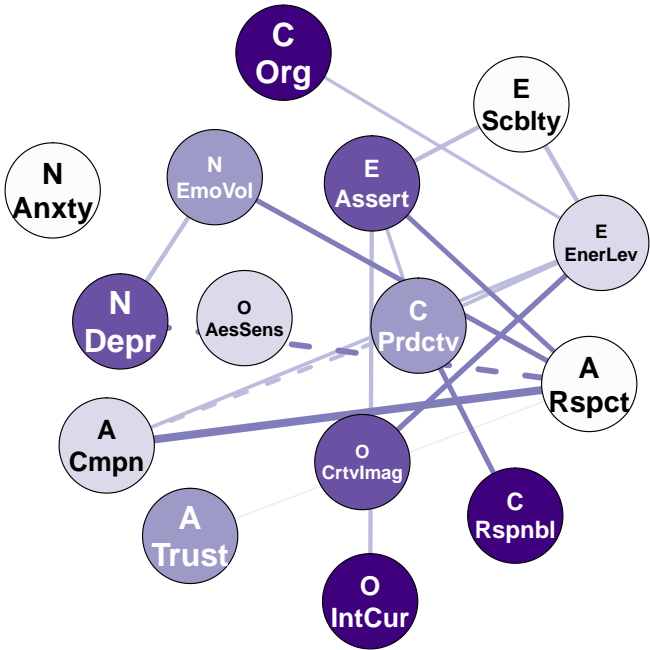 C
Org
E
Scblty
N
Anxty
N
EmoVol
E
Assert
E
EnerLev
N
Depr
O
AesSens
C
Prdctv
A
Rspct
A
Cmpn
O
CrtvImag
A
Trust
C
Rspnbl
O
IntCur